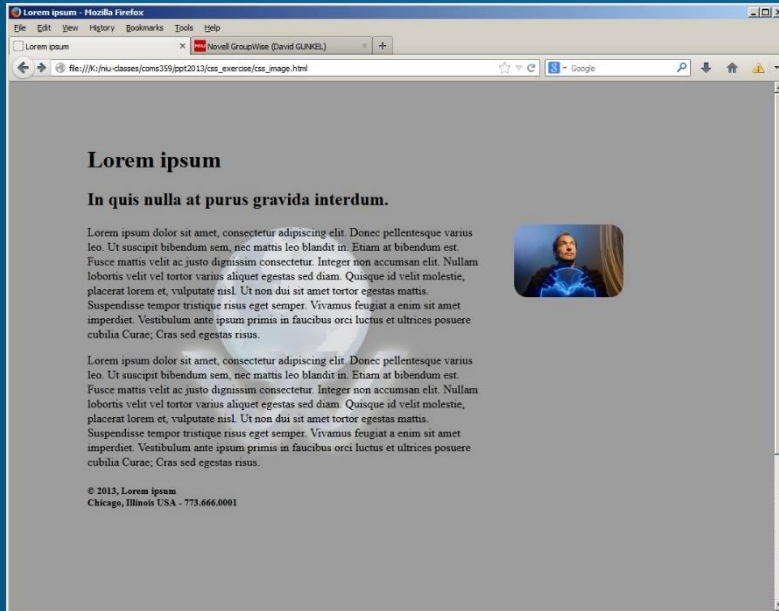 Lorem ipsum - Mozilla Firefox
File Edit View History Bookmarks Tools Help
Lorem ipsum
NIU Novell GroupWise (David GUNKEL)
file:///K:/niu-classes/coms359/ppt2013/css_exercise/css_image.html
Google
Lorem ipsum
In quis nulla at purus gravida interdum.
Lorem ipsum dolor sit amet, consectetur adipiscing elit. Donec pellentesque varius
leo. Ut suscipit bibendum sem, nec mattis leo blandit in. Etiam at bibendum est.
Fusce mattis velit ac justo dignissim consectetur. Integer non accumsan elit. Nullam
lobortis velit vel tortor varius aliquet egestas sed diam. Quisque id velit molestie,
placerat lorem et, vulputate nisl. Ut non dui sit amet tortor egestas varius.
Suspendisse tempor tristique risus eget semper. Vivamus feugiat a enim sit amet
imperdiet. Vestibulum ante ipsum primis in faucibus orci luctus et ultrices posuere
cubilia Curae; Cras sed egestas risus.
Lorem ipsum dolor sit amet, consectetur adipiscing elit. Donec pellentesque varius
leo. Ut suscipit bibendum sem, nec mattis leo blandit in. Etiam at bibendum est.
Fusce mattis velit ac justo dignissim consectetur. Integer non accumsan elit. Nullam
lobortis velit vel tortor varius aliquet egestas sed diam. Quisque id velit molestie,
placerat lorem et, vulputate nisl. Ut non dui sit amet tortor egestas varius.
Suspendisse tempor tristique risus eget semper. Vivamus feugiat a enim sit amet
imperdiet. Vestibulum ante ipsum primis in faucibus orci luctus et ultrices posuere
cubilia Curae; Cras sed egestas risus.
© 2013, Lorem ipsum
Chicago, Illinois USA - 773.666.0001